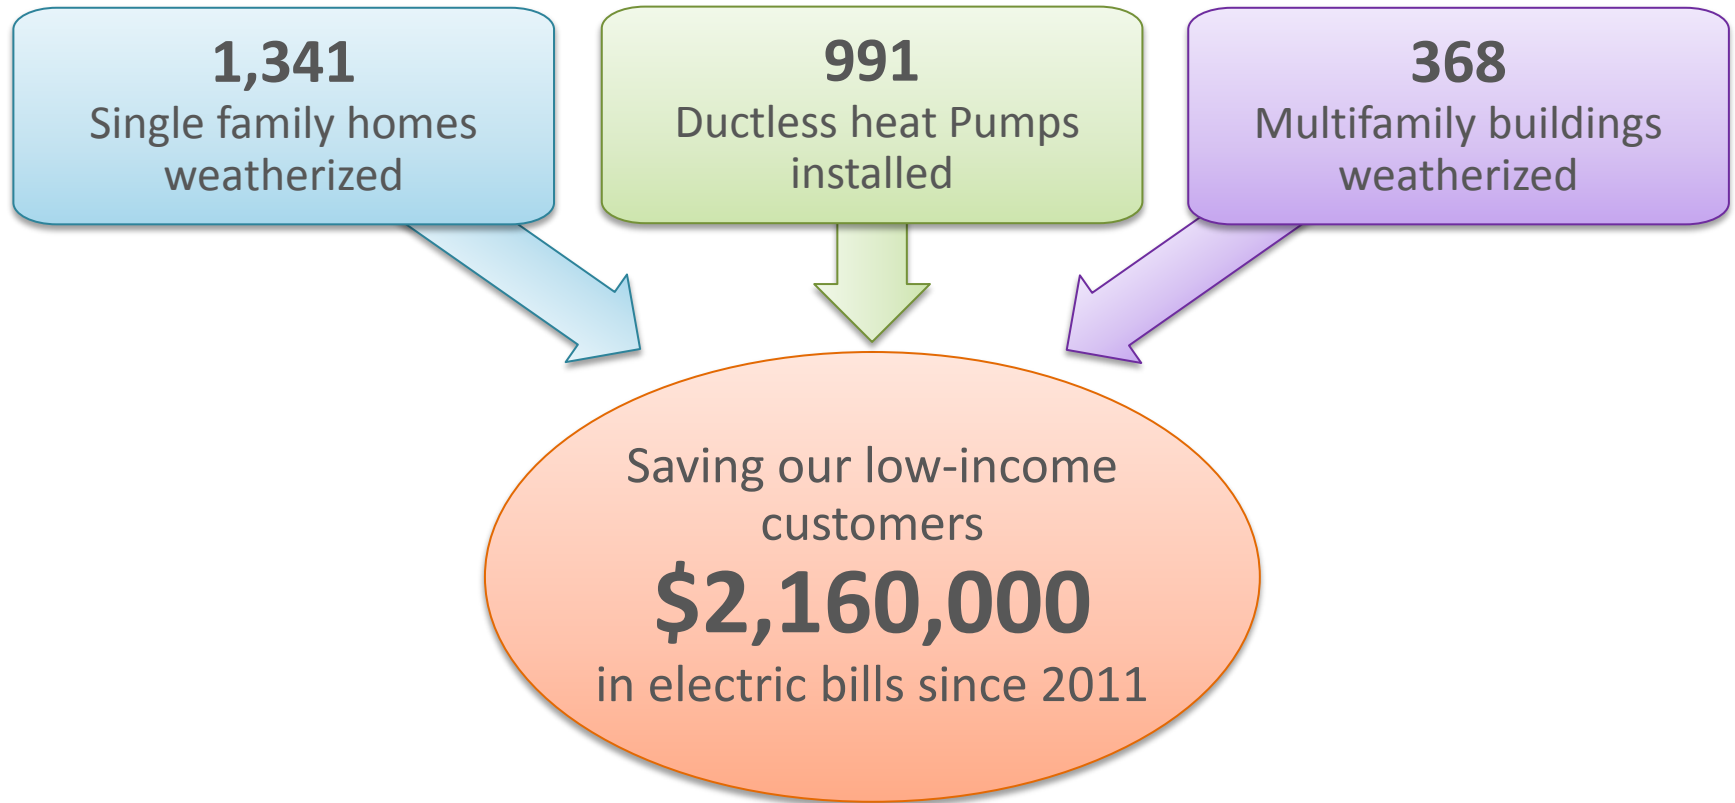 1,341
Single family homes
weatherized
991
Ductless heat Pumps
installed
368
Multifamily buildings
weatherized
Saving our low-income
customers
$2,160,000
in electric bills since 2011